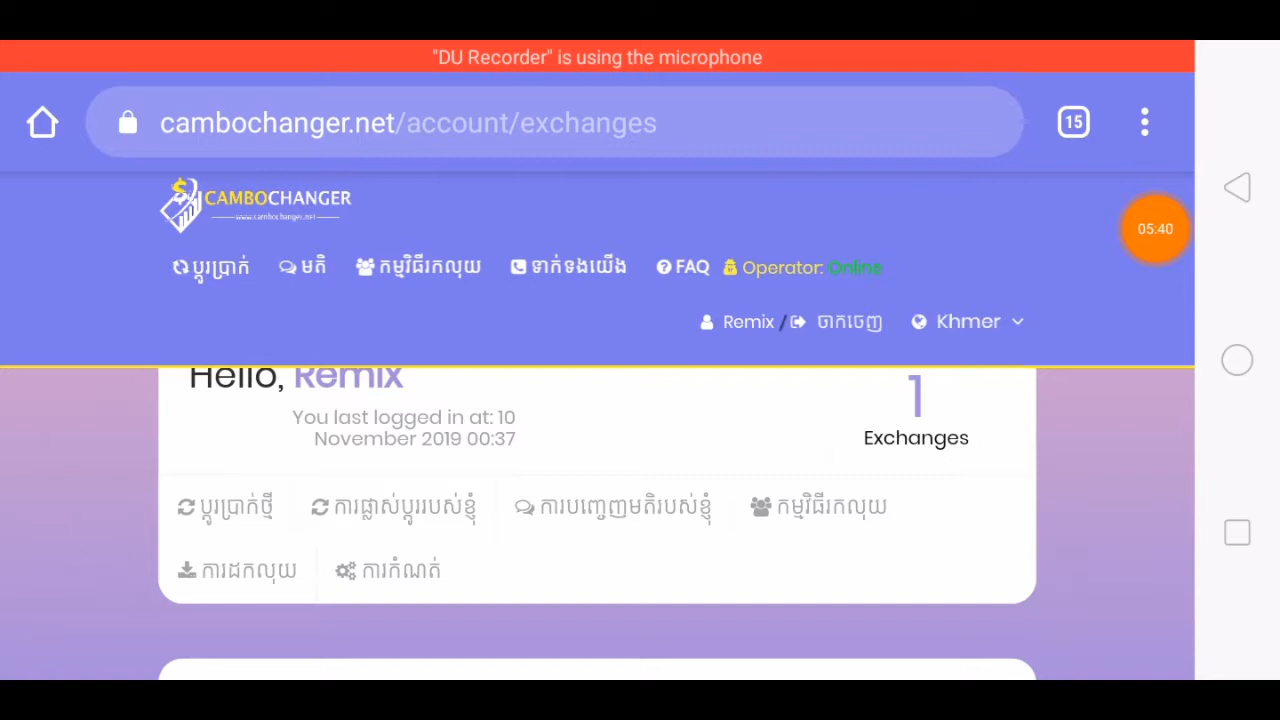 "DU Recorder" is using the microphone
cambochanger.net/account/exchanges
15
CAMBOCHANGER
www.cambochanger.net
05:40
ប្តូរប្រាក់ មតិ កម្មវិធីរកលុយ ទាក់ទងយើង FAQ Operator: Online
Remix / ចាកចេញ Khmer
Hello, Remix
1
You last logged in at: 10
November 2019 00:37
Exchanges
ប្តូរប្រាក់ថ្មី ការផ្លាស់ប្តូររបស់ខ្ញុំ ការបញ្ចេញមតិរបស់ខ្ញុំ កម្មវិធីរកលុយ
ការដកលុយ ការកំណត់